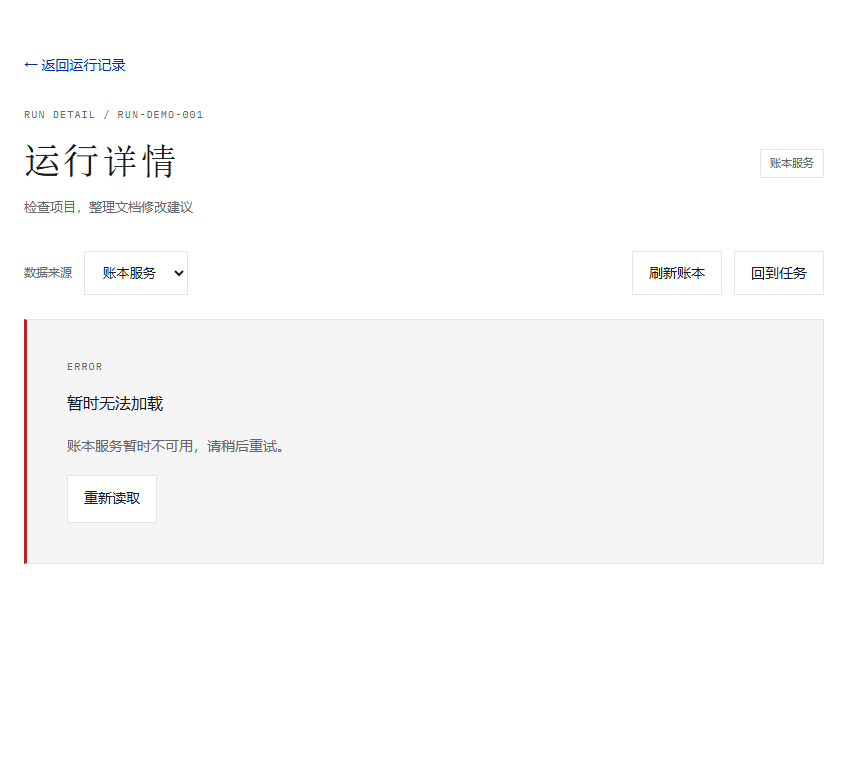 ← 返回运行记录
RUN DETAIL / RUN-DEMO-001
运行详情
账本服务
检查项目，整理文档修改建议
数据来源 账本服务 刷新账本 回到任务
ERROR
暂时无法加载
账本服务暂时不可用，请稍后重试。
重新读取